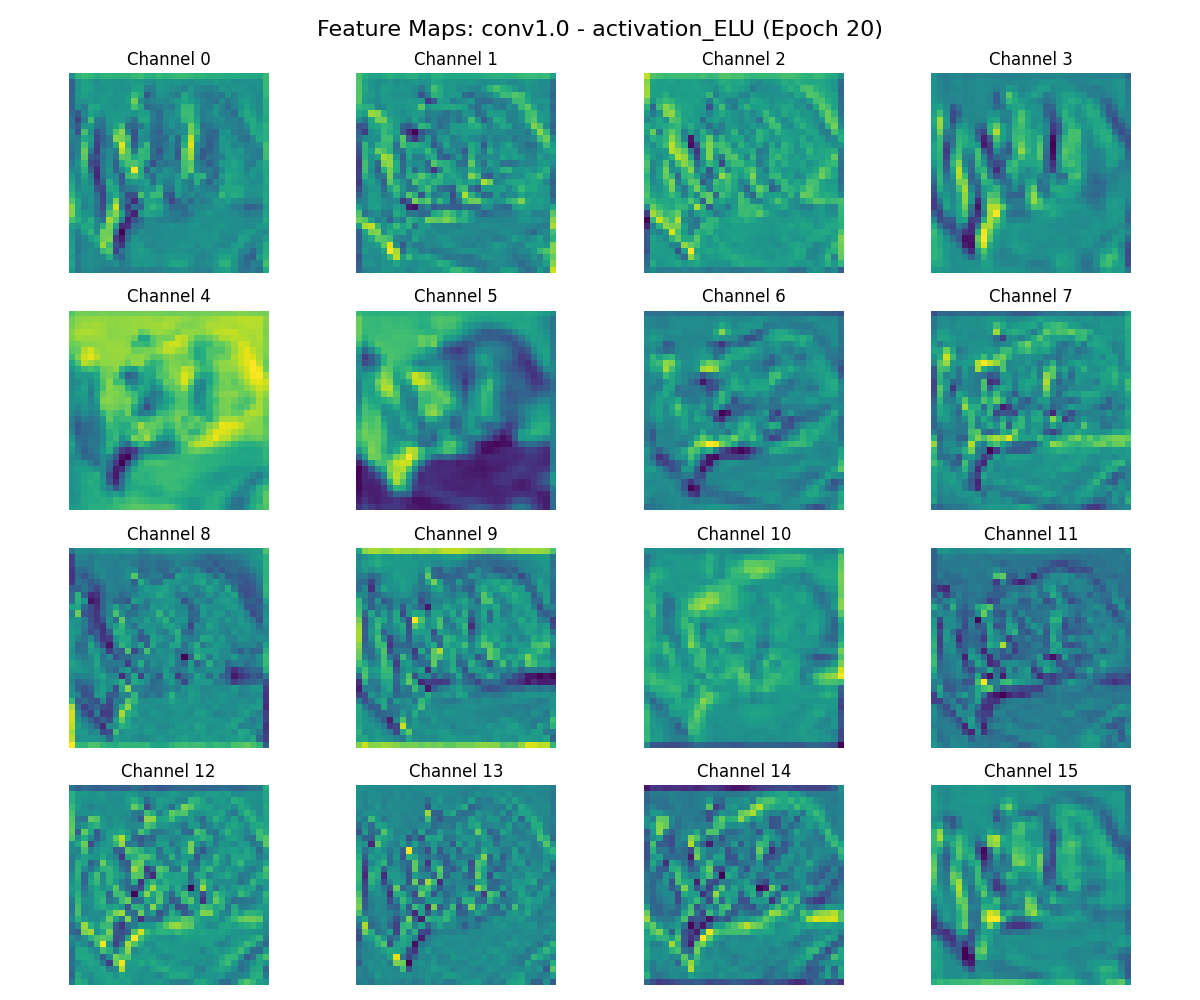 Feature Maps: conv1.0 - activation_ELU (Epoch 20)
Channel 0 Channel 1 Channel 2 Channel 3
Channel 4 Channel 5 Channel 6 Channel 7
Channel 8 Channel 9 Channel 10 Channel 11
Channel 12 Channel 13 Channel 14 Channel 15